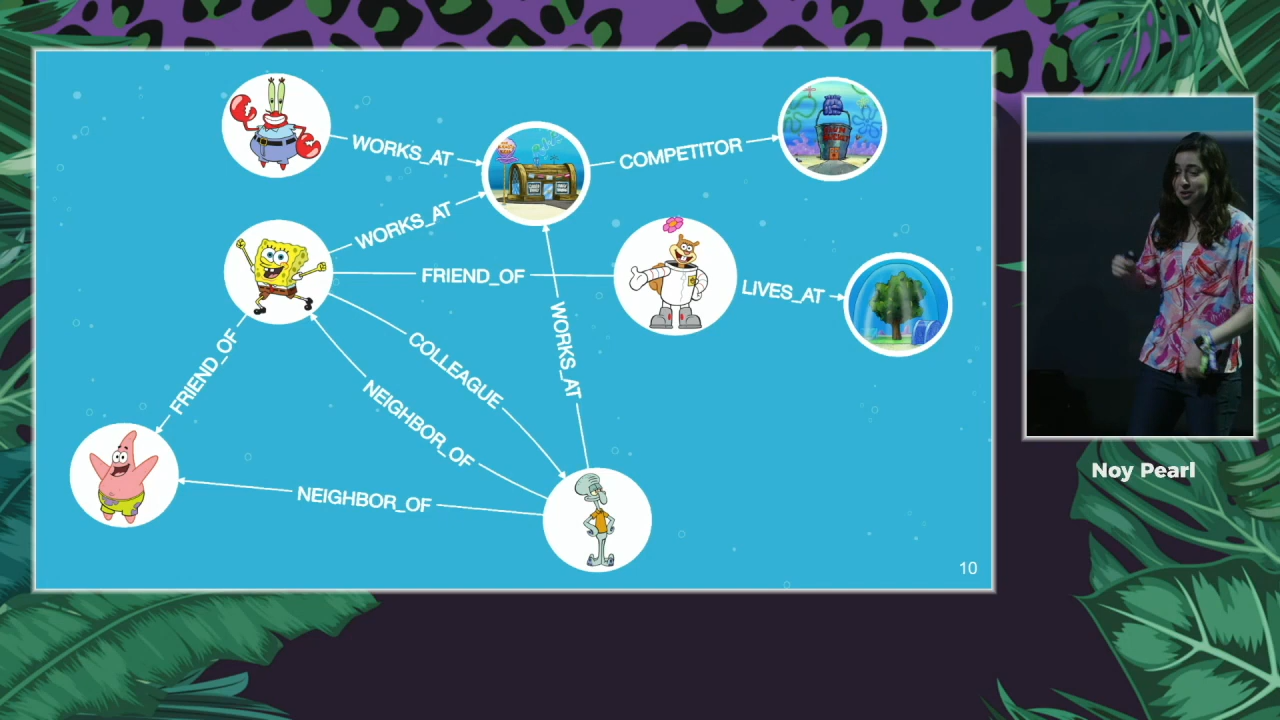 WORKS_AT
COMPETITOR
WORKS_AT
FRIEND_OF
LIVES_AT
WORKS_AT
COLLEAGUE
FRIEND_OF
NEIGHBOR_OF
NEIGHBOR_OF
10
Noy Pearl